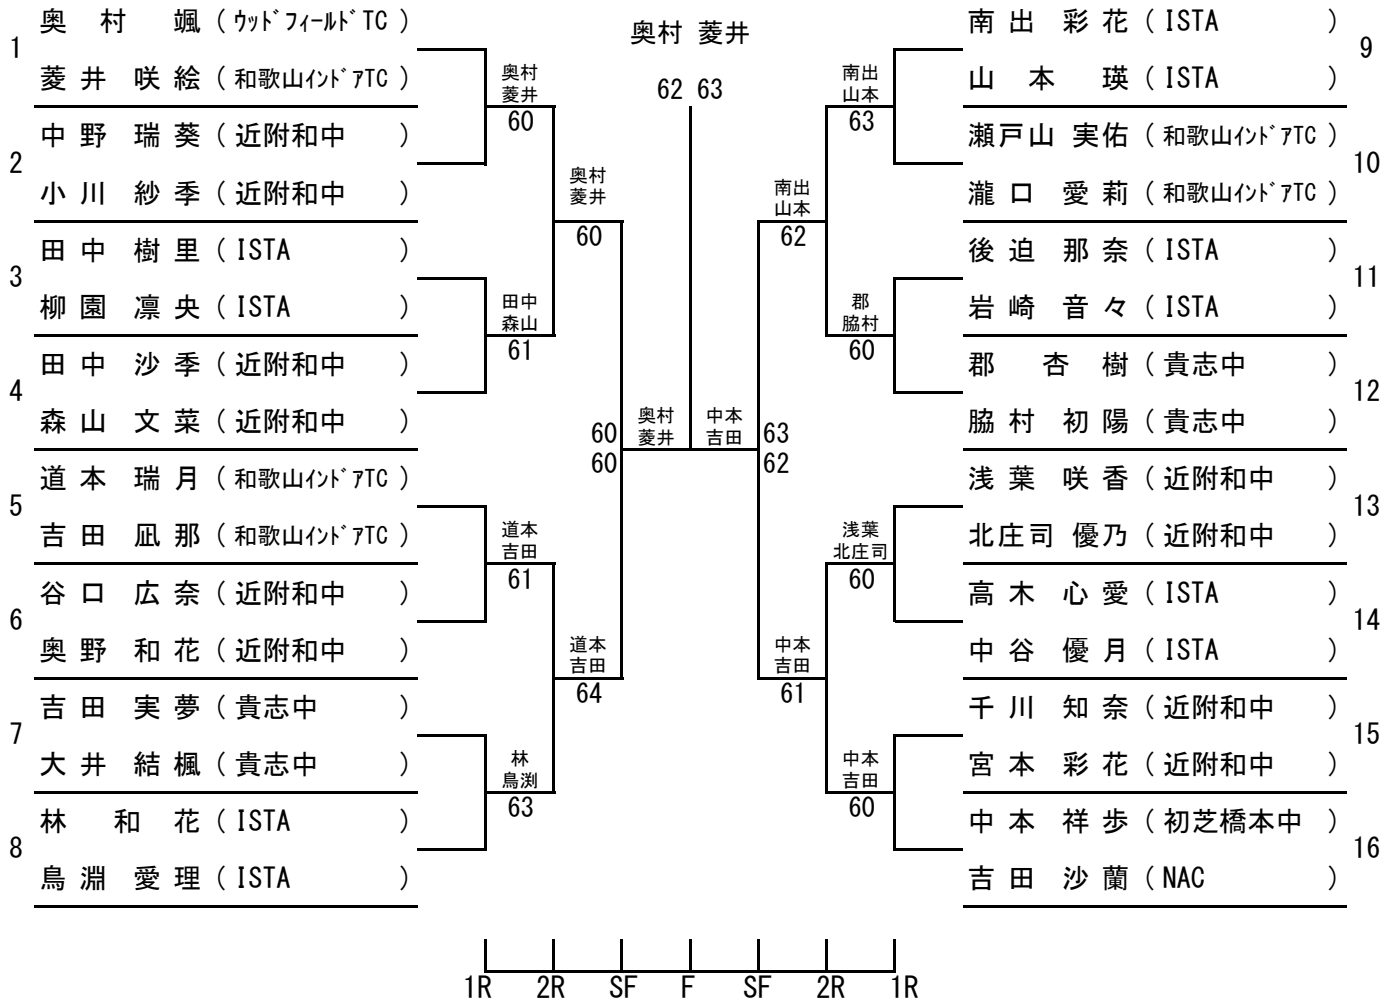 奥村 菱井
62 63
1
奥村 颯 (ｳｯﾄﾞﾌｨｰﾙﾄﾞTC)
菱井 咲絵 (和歌山ｲﾝﾄﾞｱTC)
2
中野 瑞葵 (近附和中)
小川 紗季 (近附和中)
3
田中 樹里 (ISTA)
柳園 凛央 (ISTA)
4
田中 沙季 (近附和中)
森山 文菜 (近附和中)
5
道本 瑞月 (和歌山ｲﾝﾄﾞｱTC)
吉田 凪那 (和歌山ｲﾝﾄﾞｱTC)
6
谷口 広奈 (近附和中)
奥野 和花 (近附和中)
7
吉田 実夢 (貴志中)
大井 結楓 (貴志中)
8
林 和花 (ISTA)
鳥淵 愛理 (ISTA)
奥村
菱井
60
田中
森山
61
道本
吉田
61
林
鳥渕
63
奥村
菱井
60
道本
吉田
64
60
60
奥村
菱井
中本
吉田
63
62
南出
山本
62
中本
吉田
61
南出
山本
63
郡
脇村
60
浅葉
北庄司
60
中本
吉田
60
南出 彩花 (ISTA)
山本 瑛 (ISTA)
9
瀬戸山 実佑 (和歌山ｲﾝﾄﾞｱTC)
瀧口 愛莉 (和歌山ｲﾝﾄﾞｱTC)
10
後迫 那奈 (ISTA)
岩崎 音々 (ISTA)
11
郡 杏樹 (貴志中)
脇村 初陽 (貴志中)
12
浅葉 咲香 (近附和中)
北庄司 優乃 (近附和中)
13
高木 心愛 (ISTA)
中谷 優月 (ISTA)
14
千川 知奈 (近附和中)
宮本 彩花 (近附和中)
15
中本 祥歩 (初芝橋本中)
吉田 沙蘭 (NAC)
16
1R 2R SF F SF 2R 1R